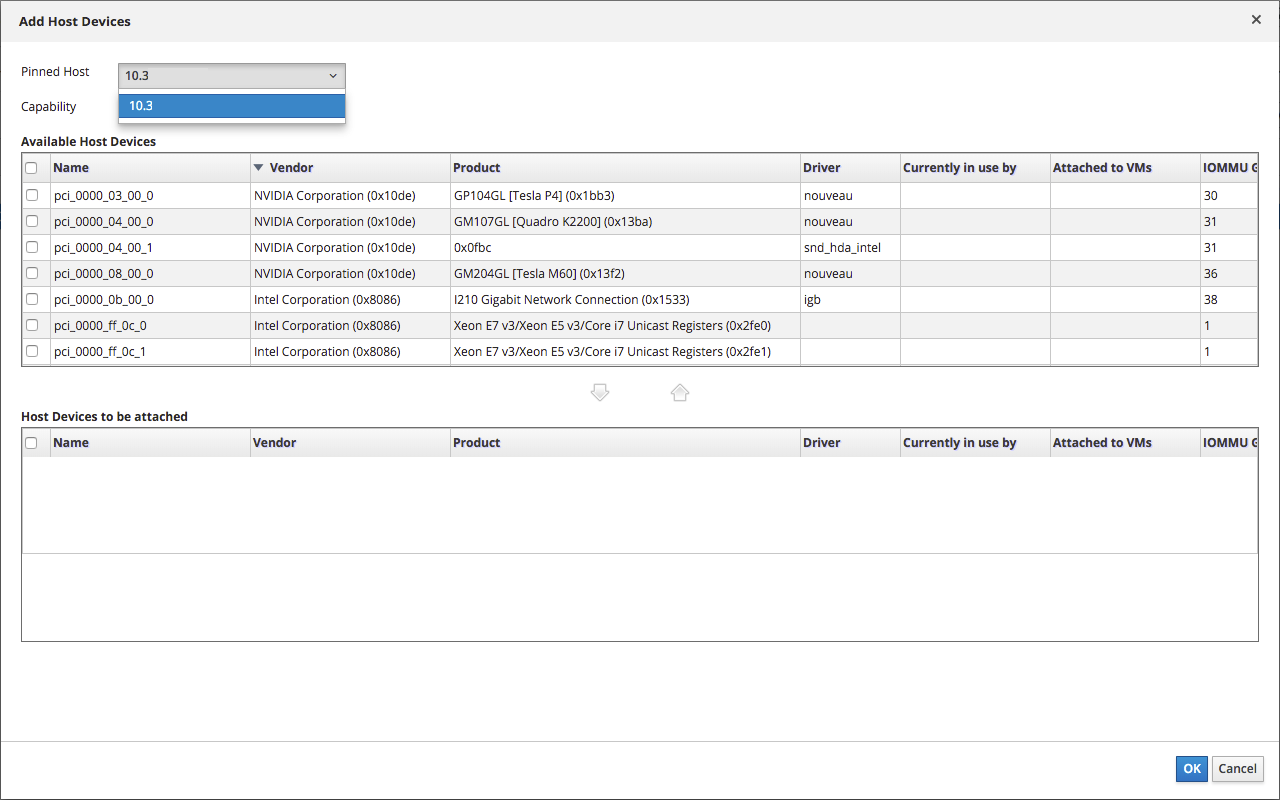 Add Host Devices
Pinned Host 10.3
10.3
Capability
Available Host Devices
Name Vendor Product Driver Currently in use by Attached to VMs IOMMU G
pci_0000_03_00_0 NVIDIA Corporation (0x10de) GP104GL [Tesla P4] (0x1bb3) nouveau 30
pci_0000_04_00_0 NVIDIA Corporation (0x10de) GM107GL [Quadro K2200] (0x13ba) nouveau 31
pci_0000_04_00_1 NVIDIA Corporation (0x10de) 0x0fbc snd_hda_intel 31
pci_0000_08_00_0 NVIDIA Corporation (0x10de) GM204GL [Tesla M60] (0x13f2) nouveau 36
pci_0000_0b_00_0 Intel Corporation (0x8086) I210 Gigabit Network Connection (0x1533) igb 38
pci_0000_ff_0c_0 Intel Corporation (0x8086) Xeon E7 v3/Xeon E5 v3/Core i7 Unicast Registers (0x2fe0) 1
pci_0000_ff_0c_1 Intel Corporation (0x8086) Xeon E7 v3/Xeon E5 v3/Core i7 Unicast Registers (0x2fe1) 1
Host Devices to be attached
Name Vendor Product Driver Currently in use by Attached to VMs IOMMU G
OK Cancel